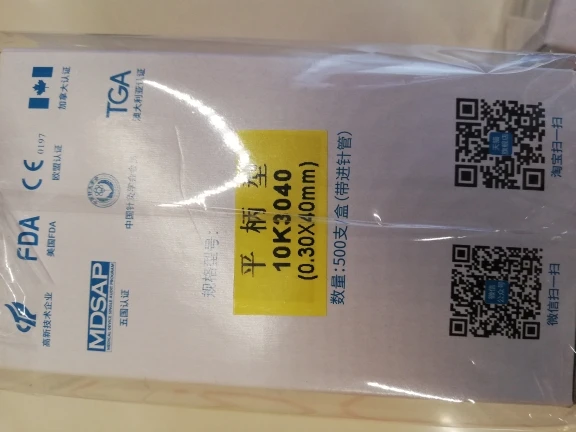 高新技术企业
FDA
美国FDA
CE 0197
欧盟认证
加拿大认证
MDSAP
五国认证
中国针灸学会
TGA
澳大利亚认证
规格型号:
平柄型
10K3040
(0.30X40mm)
数量:500支/盒(带进针管)
微信扫一扫
淘宝扫一扫